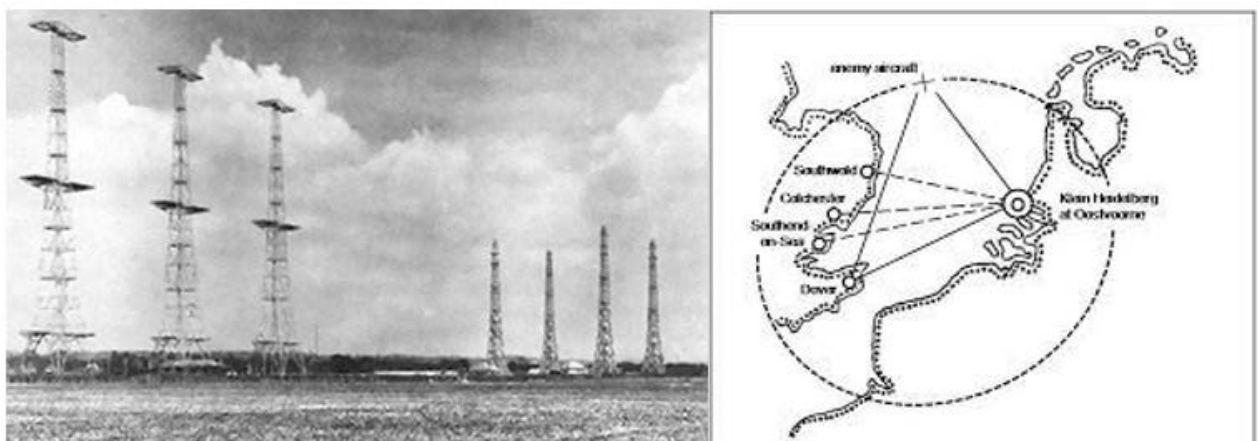 enemy aircraft
Southwold
Colchester
Southend
on-Sea
Dover
Klein Heidelberg
at Oostvoorne